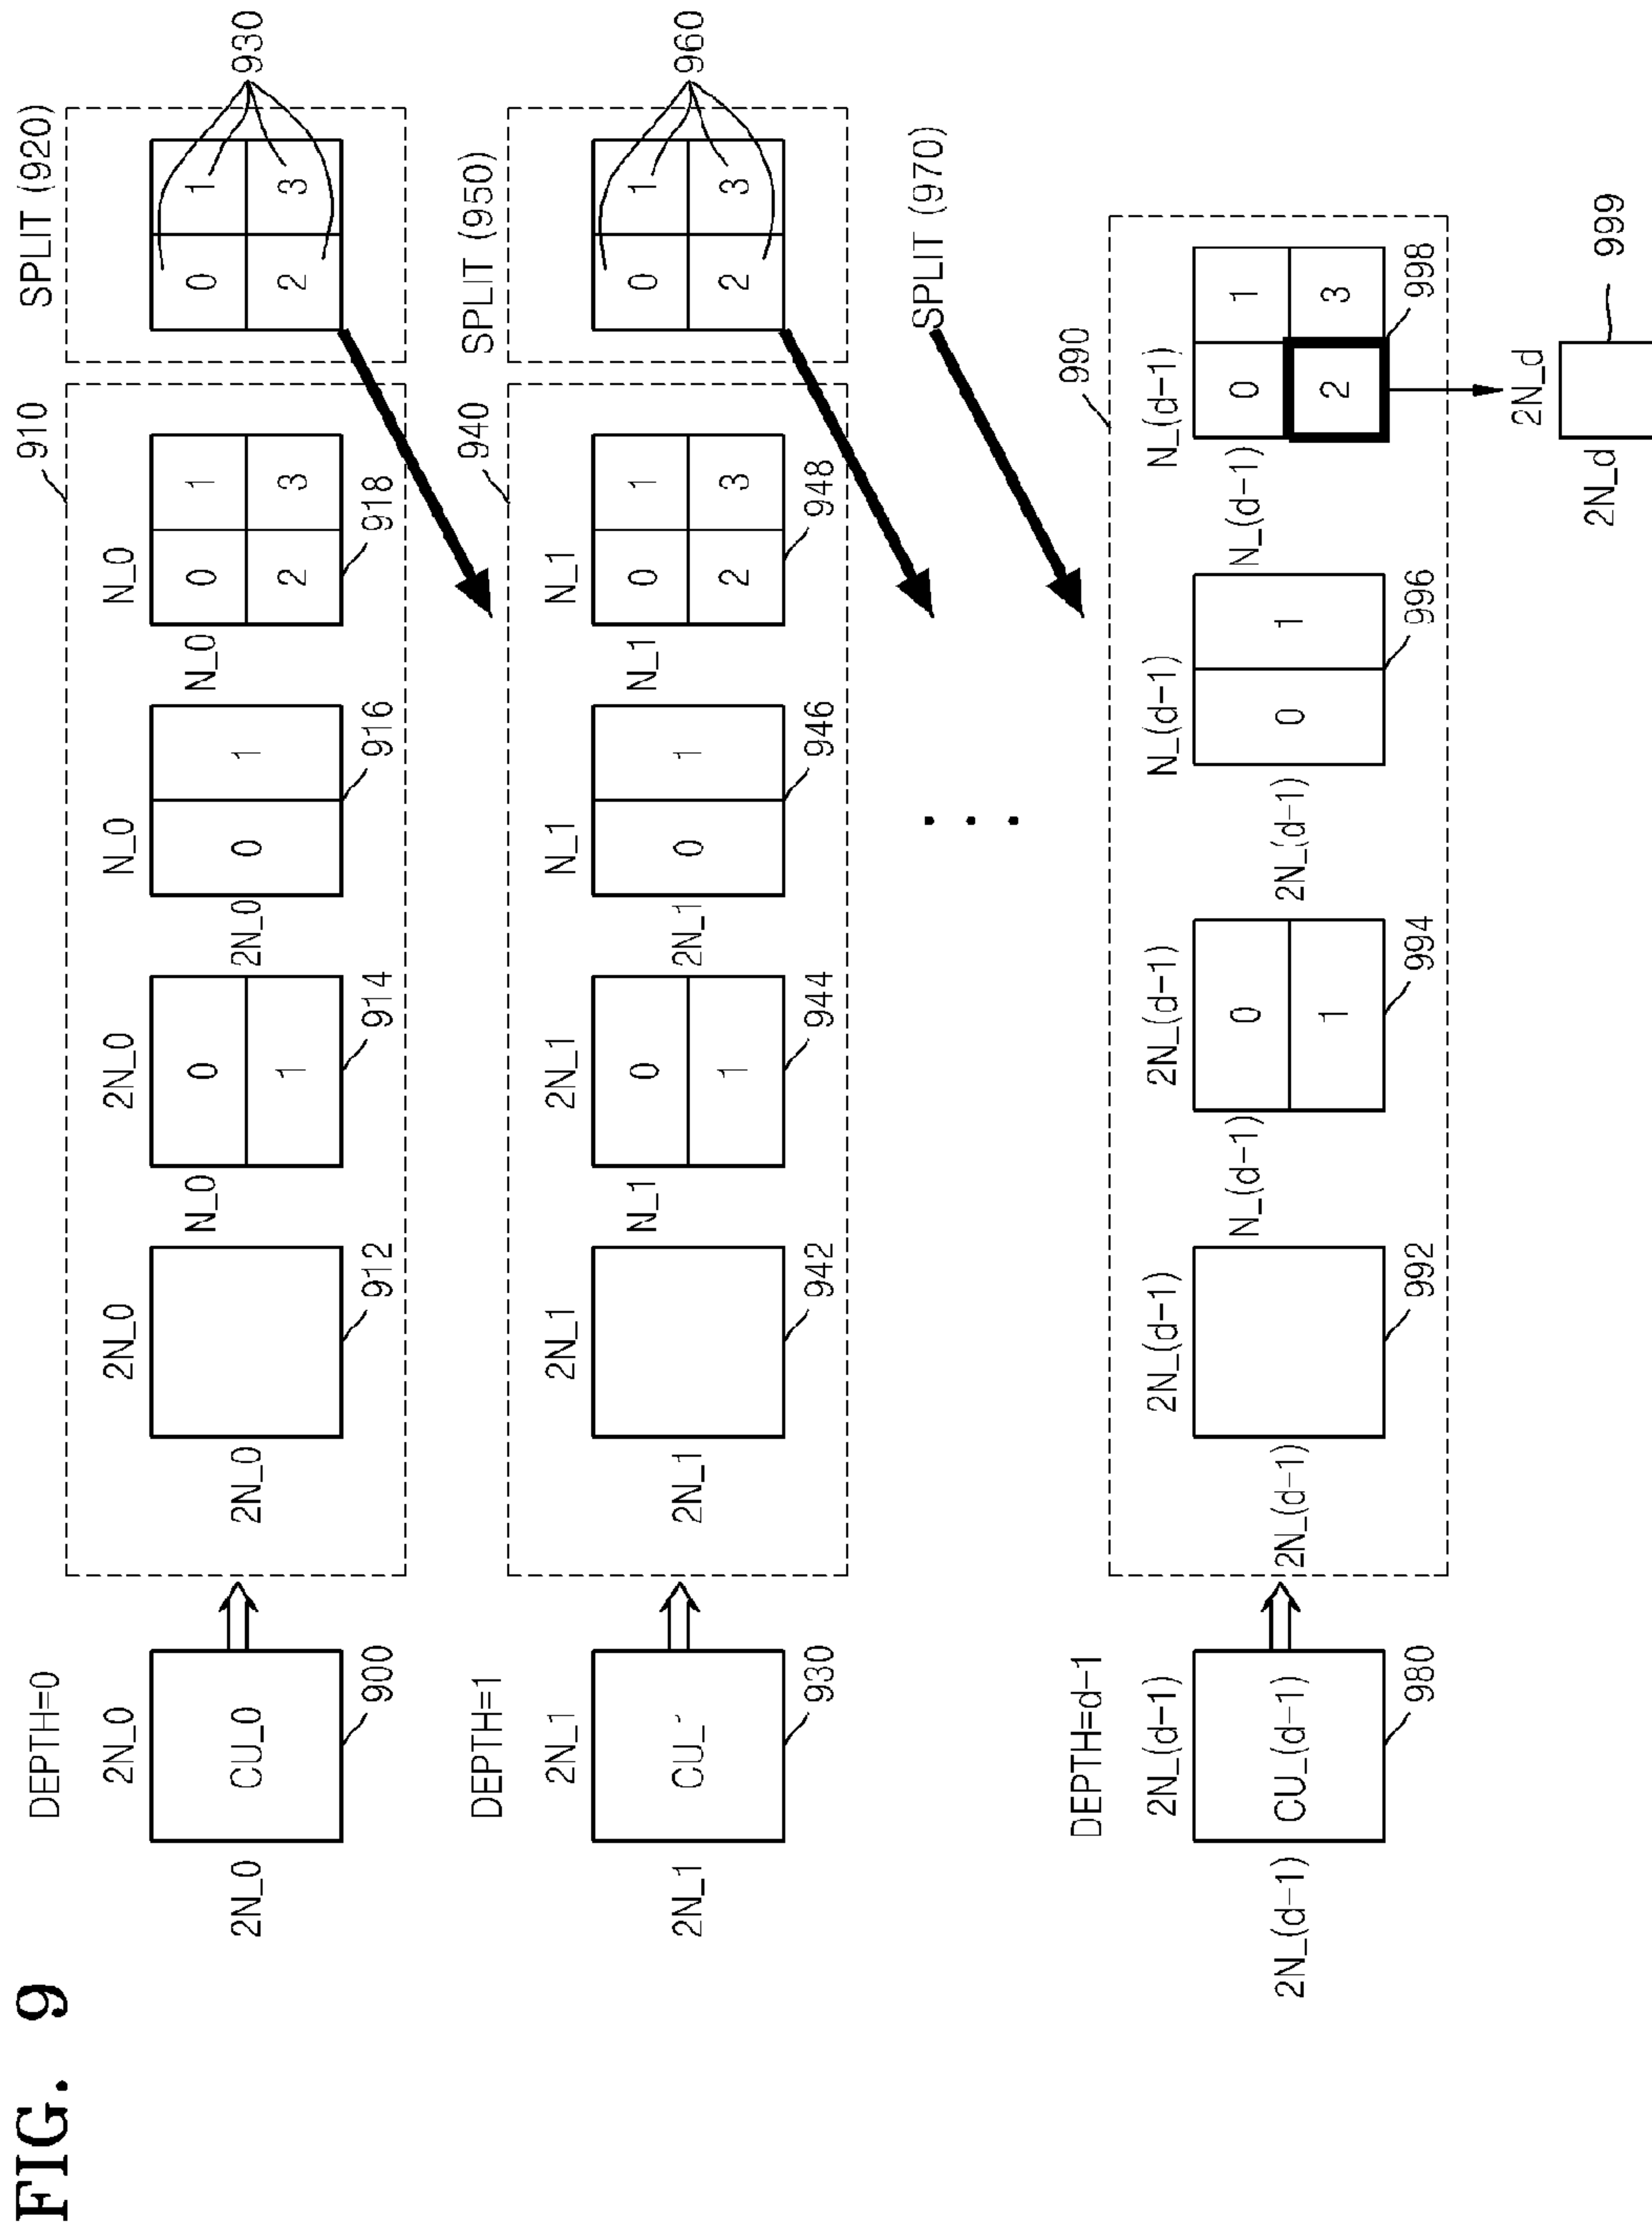 FIG. 9
DEPTH=0
2N_0
2N_0
CU_0
900
910
2N_0
2N_0
912
2N_0
N_0
0
1
914
N_0
2N_0
0
1
916
N_0
N_0
0
1
2
3
918
SPLIT (920)
0
1
2
3
930
DEPTH=1
2N_1
2N_1
CU_1
930
940
2N_1
2N_1
942
2N_1
N_1
0
1
944
N_1
2N_1
0
1
946
N_1
N_1
0
1
2
3
948
SPLIT (950)
0
1
2
3
960
SPLIT (970)
DEPTH=d-1
2N_(d-1)
2N_(d-1)
CU_(d-1)
980
990
2N_(d-1)
2N_(d-1)
992
2N_(d-1)
N_(d-1)
0
1
994
N_(d-1)
2N_(d-1)
0
1
996
N_(d-1)
N_(d-1)
0
1
2
3
998
2N_d
2N_d
999